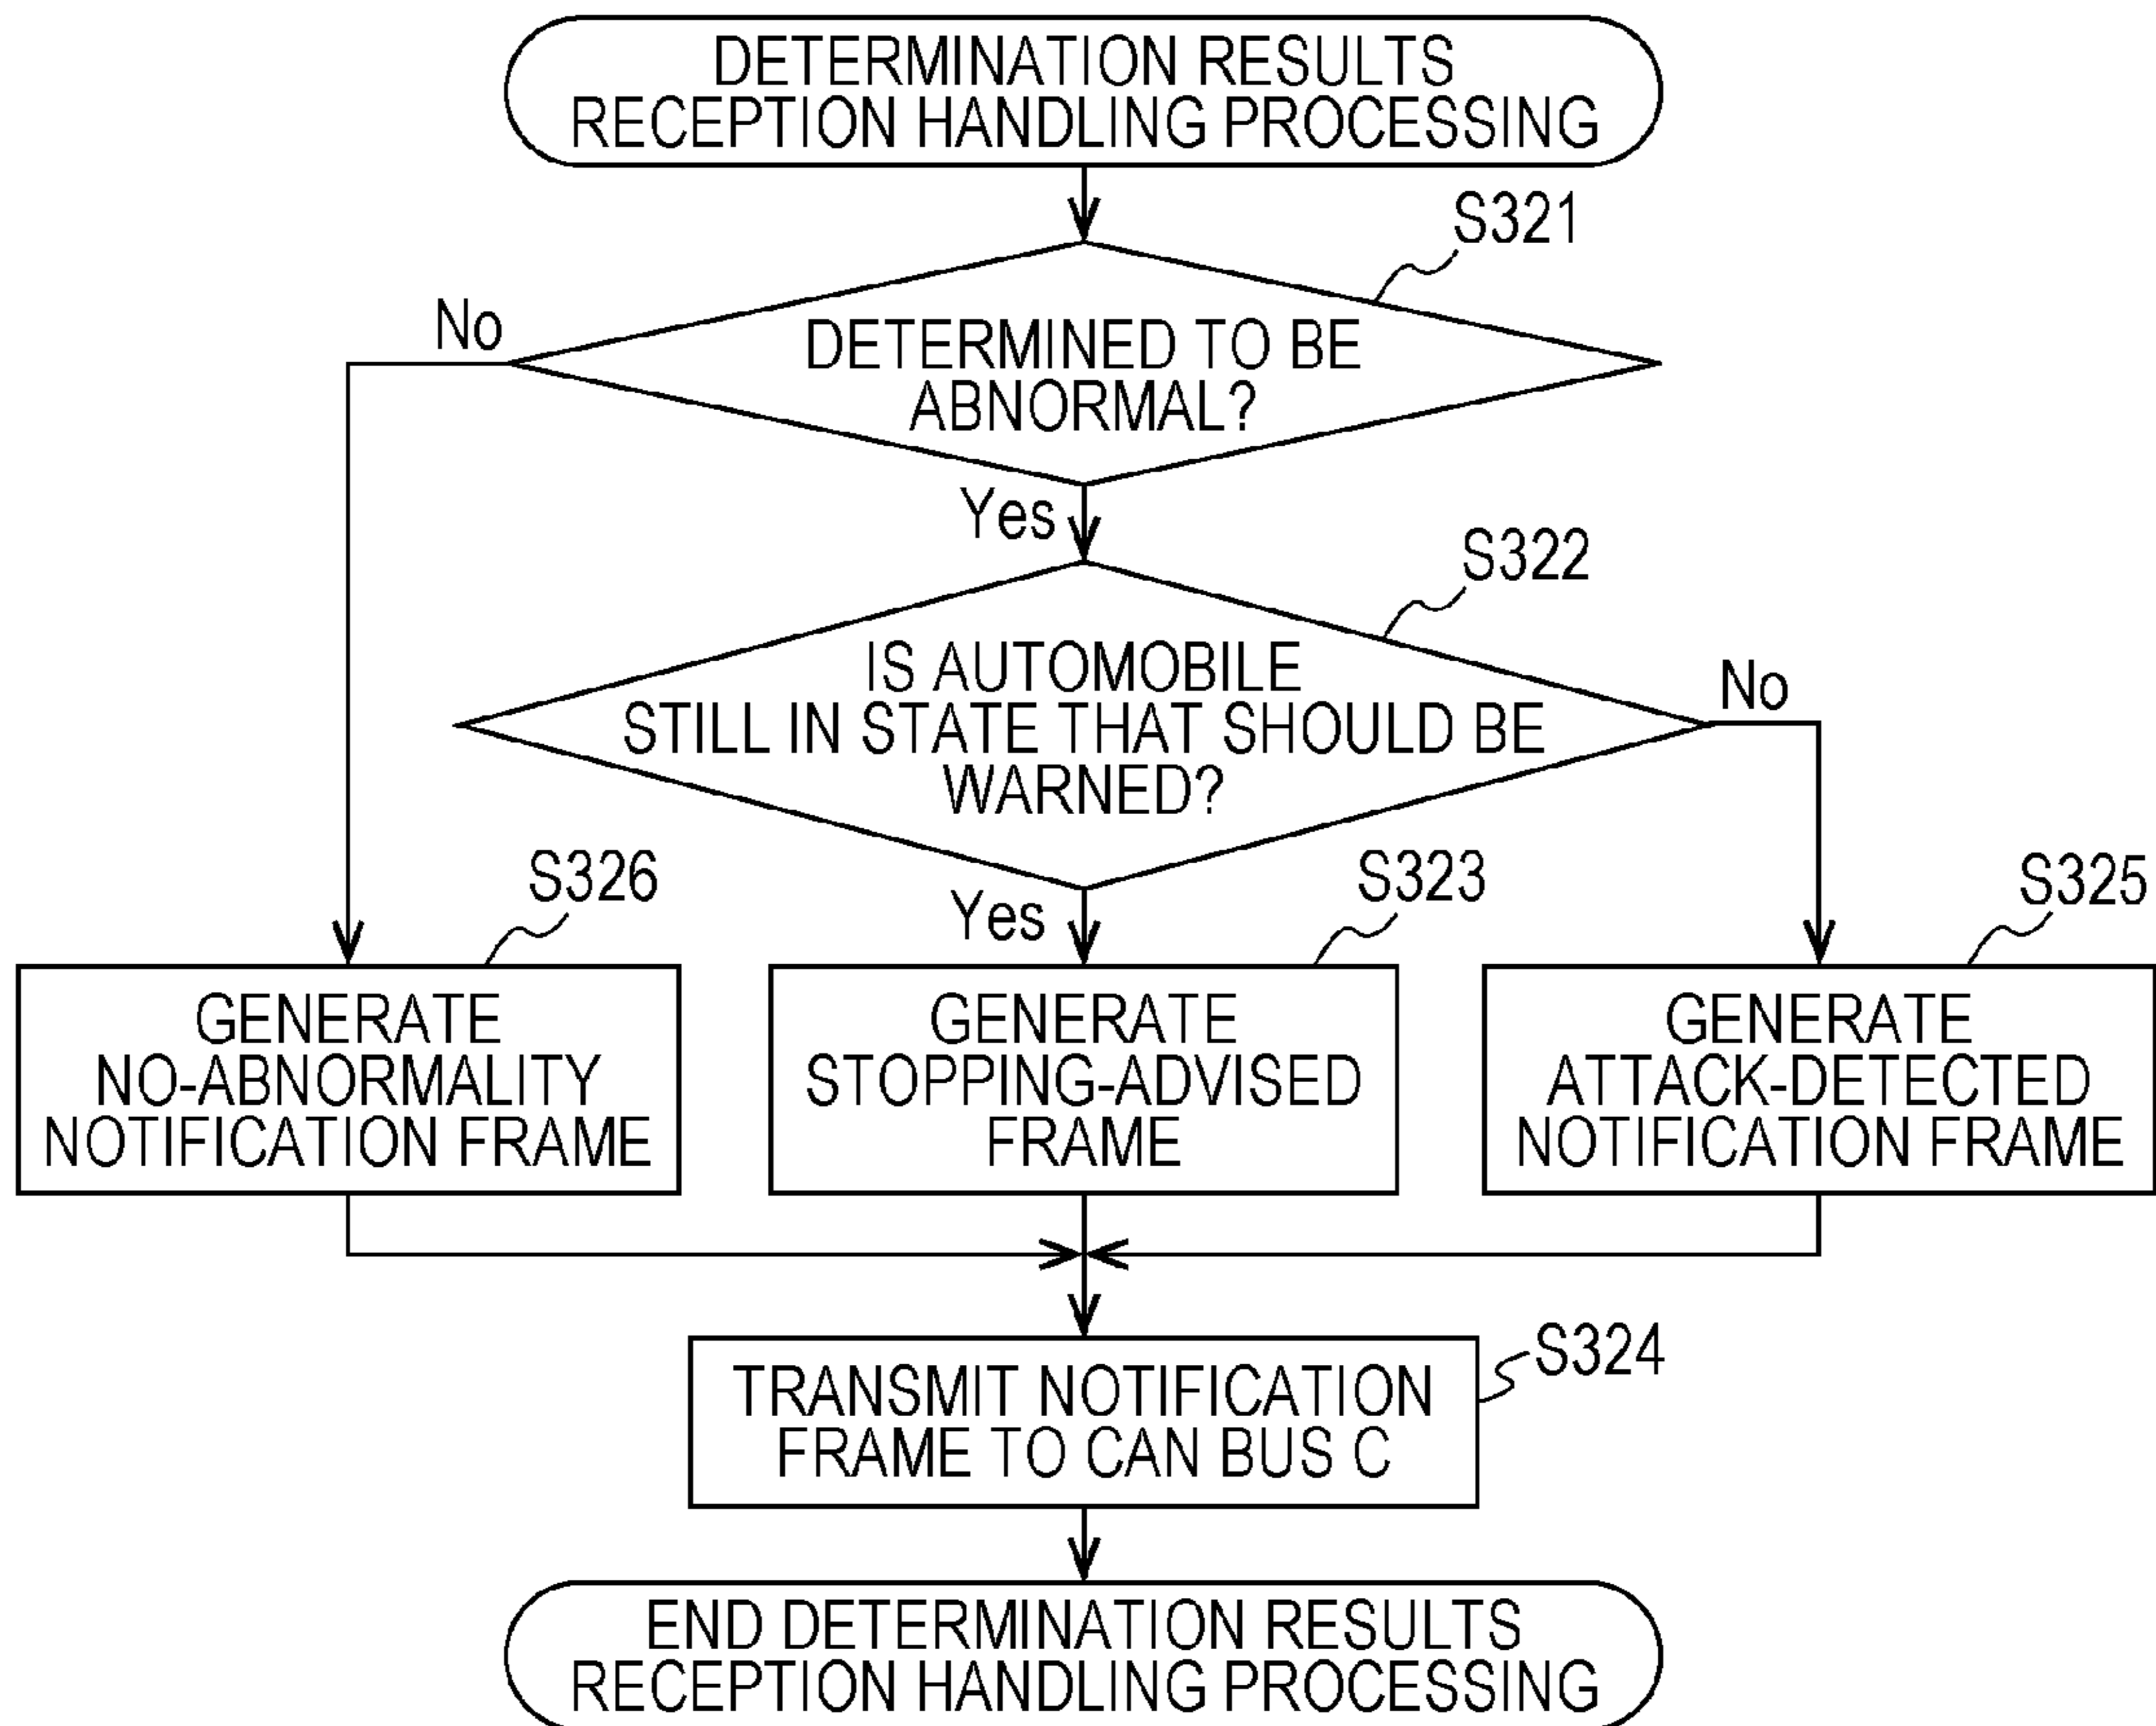 DETERMINATION RESULTS
RECEPTION HANDLING PROCESSING
S321
No
DETERMINED TO BE
ABNORMAL?
Yes
S322
IS AUTOMOBILE
STILL IN STATE THAT SHOULD BE
WARNED?
No
Yes
S326
GENERATE
NO-ABNORMALITY
NOTIFICATION FRAME
S323
GENERATE
STOPPING-ADVISED
FRAME
S325
GENERATE
ATTACK-DETECTED
NOTIFICATION FRAME
S324
TRANSMIT NOTIFICATION
FRAME TO CAN BUS C
END DETERMINATION RESULTS
RECEPTION HANDLING PROCESSING